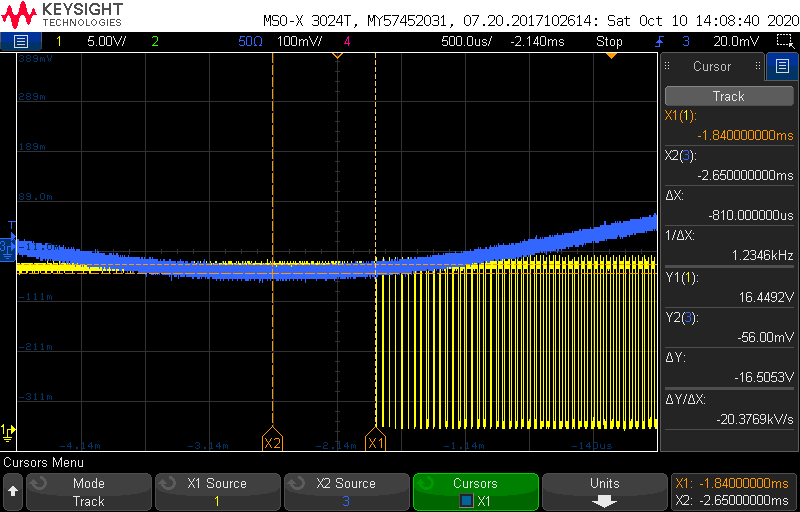 KEYSIGHT
TECHNOLOGIES
MSO-X 3024T, MY57452031, 07.20.2017102614: Sat Oct 10 14:08:40 2020
1 5.00V/ 2 50Ω 100mV/ 4 500.0us/ -2.140ms Stop 3 20.0mV
389mV
289m
189m
89.0m
-11.0m
-111m
-211m
-311m
T
3
1
-4.14m -3.14m -2.14m -1.14m -140us
X2 X1
Cursor
Track
X1(1):
-1.840000000ms
X2(3):
-2.650000000ms
ΔX:
-810.000000us
1/ΔX:
1.2346kHz
Y1(1):
16.4492V
Y2(3):
-56.00mV
ΔY:
-16.5053V
ΔY/ΔX:
-20.3769kV/s
Cursors Menu
Mode
Track
X1 Source
1
X2 Source
3
Cursors
X1
Units
X1: -1.840000000ms
X2: -2.650000000ms